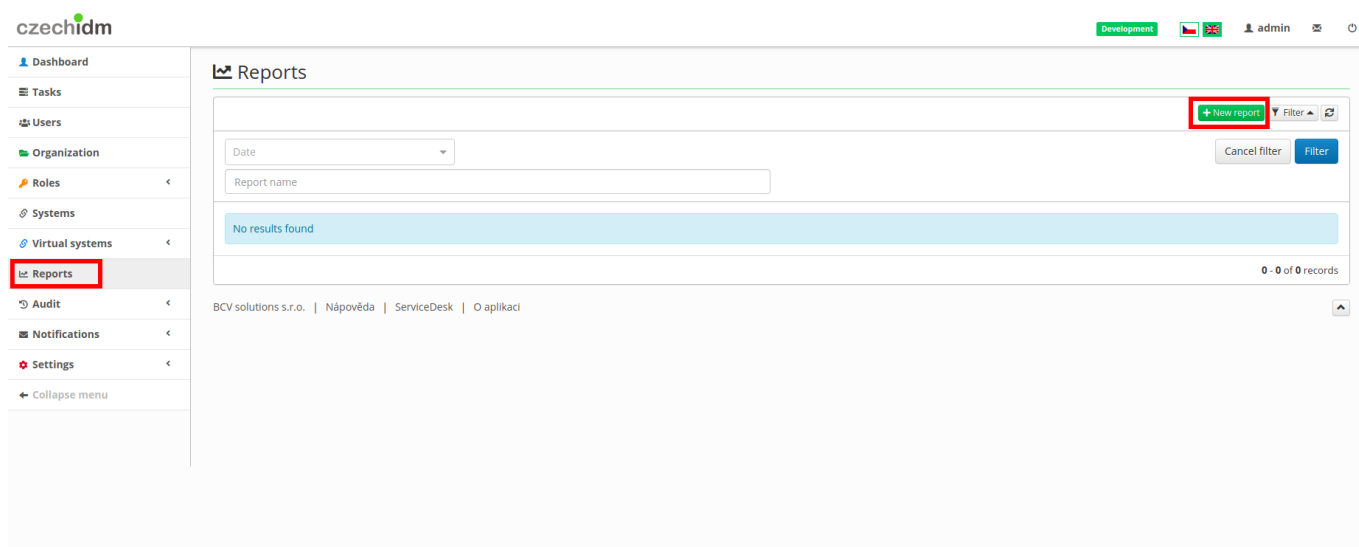 czechidm
Development
admin
Dashboard
Tasks
Users
Organization
Roles
Systems
Virtual systems
Reports
Audit
Notifications
Settings
Collapse menu
Reports
New report
Filter
Date
Cancel filter
Filter
Report name
No results found
0 - 0 of 0 records
BCV solutions s.r.o. | Nápověda | ServiceDesk | O aplikaci